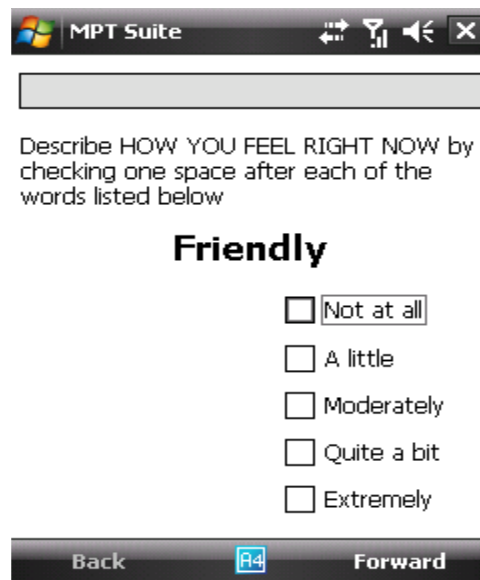 MPT Suite
Describe HOW YOU FEEL RIGHT NOW by
checking one space after each of the
words listed below
Friendly
Not at all
A little
Moderately
Quite a bit
Extremely
Back A4 Forward